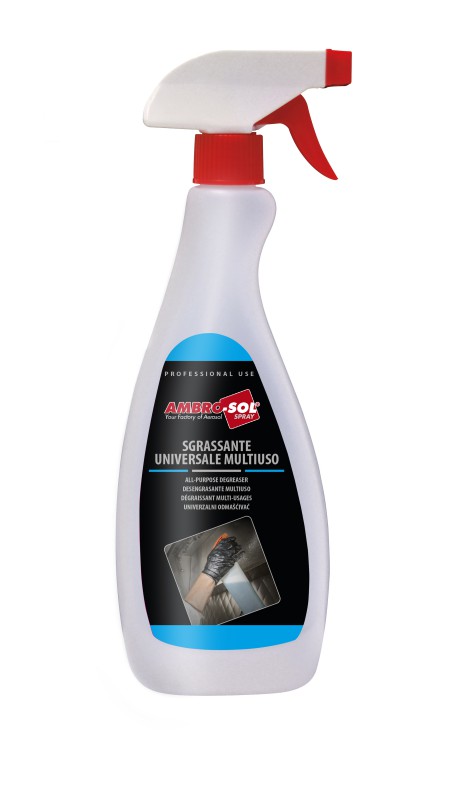 PROFESSIONAL USE
AMBRO-SOL®
Your Factory of Aerosol SPRAY
SGRASSANTE
UNIVERSALE MULTIUSO
ALL-PURPOSE DEGREASER
DESENGRASANTE MULTIUSO
DÉGRAISSANT MULTI-USAGES
UNIVERZALNI ODMAŠĆIVAČ